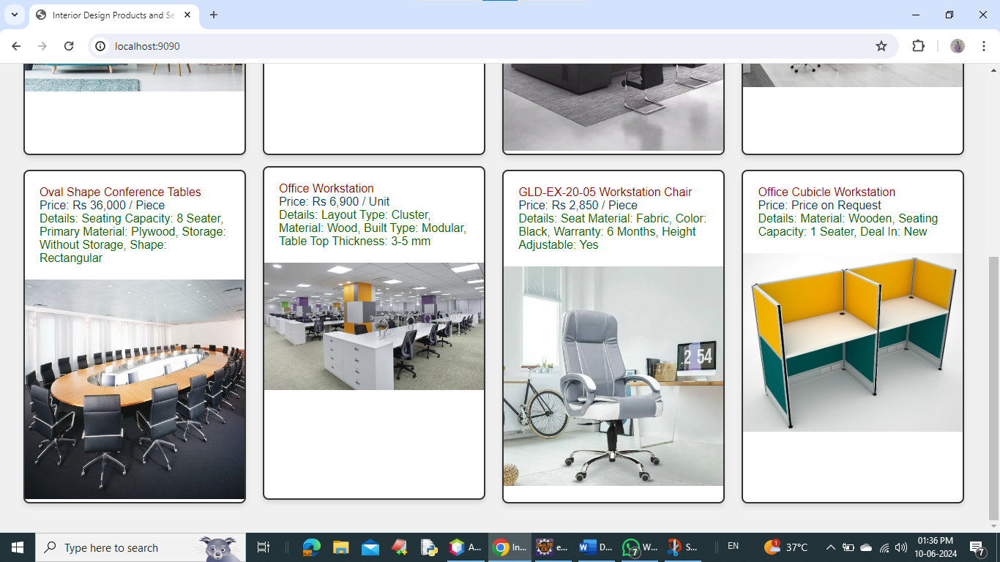 Interior Design Products and Se
localhost:9090
Oval Shape Conference Tables
Price: Rs 36,000 / Piece
Details: Seating Capacity: 8 Seater,
Primary Material: Plywood, Storage:
Without Storage, Shape:
Rectangular
Office Workstation
Price: Rs 6,900 / Unit
Details: Layout Type: Cluster,
Material: Wood, Built Type: Modular,
Table Top Thickness: 3-5 mm
GLD-EX-20-05 Workstation Chair
Price: Rs 2,850 / Piece
Details: Seat Material: Fabric, Color:
Black, Warranty: 6 Months, Height
Adjustable: Yes
2 54
Office Cubicle Workstation
Price: Price on Request
Details: Material: Wooden, Seating
Capacity: 1 Seater, Deal In: New
Type here to search
A...
In...
Java EE
IDE
e...
D...
7
W...
S...
EN
1
37°C
01:36 PM
10-06-2024
7